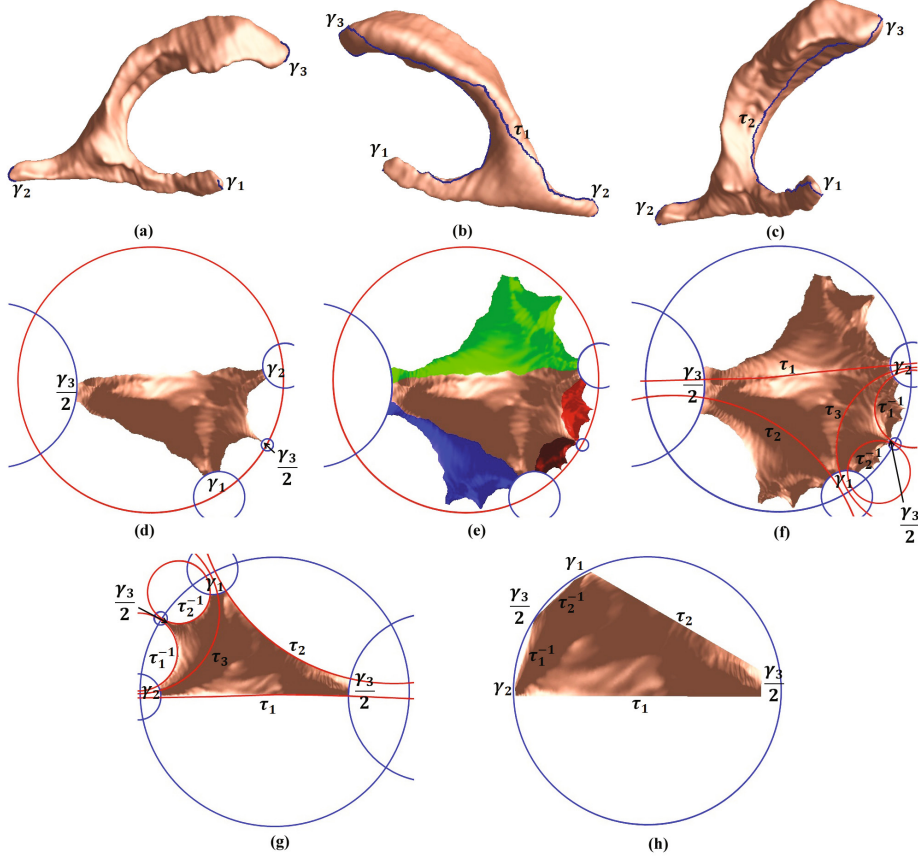 γ₃
γ₂
γ₁
(a)
γ₃
τ₁
γ₁
γ₂
(b)
τ₂
γ₃
γ₁
γ₂
(c)
γ₃/2
γ₂
γ₁
γ₃/2
(d)
(e)
γ₃/2
τ₁
γ₂
τ₂
τ₃
τ₁⁻¹
τ₂⁻¹
γ₁
γ₃/2
(f)
γ₃/2
γ₁
τ₂⁻¹
τ₂
τ₁⁻¹
τ₃
γ₂
γ₃/2
τ₁
(g)
γ₁
γ₃/2
τ₂⁻¹
τ₂
τ₁⁻¹
γ₂
γ₃/2
τ₁
(h)